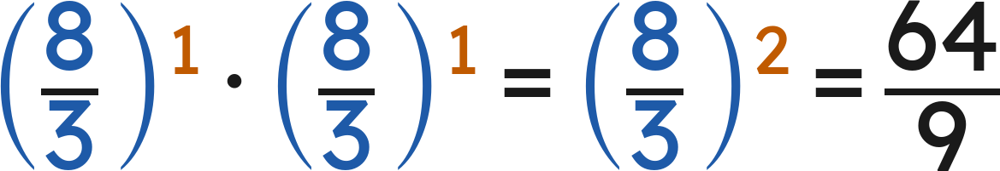 (8/3)^1 · (8/3)^1 = (8/3)^2 = 64/9